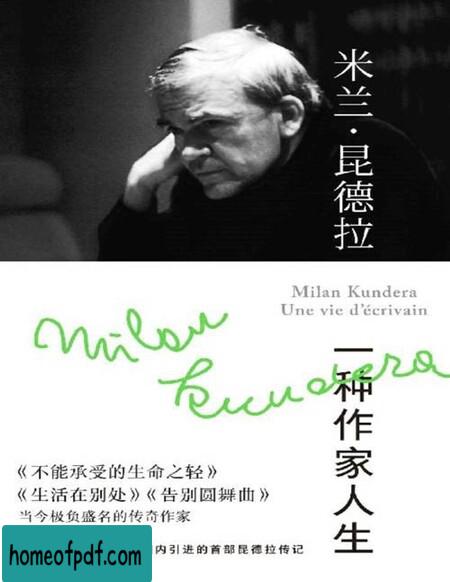 米兰·昆德拉
Milan Kundera
Une vie d'écrivain
milan
kundera
一种作家人生
《不能承受的生命之轻》
《生活在别处》《告别圆舞曲》
当今极负盛名的传奇作家
内引进的首部昆德拉传记
homeofpdf.com